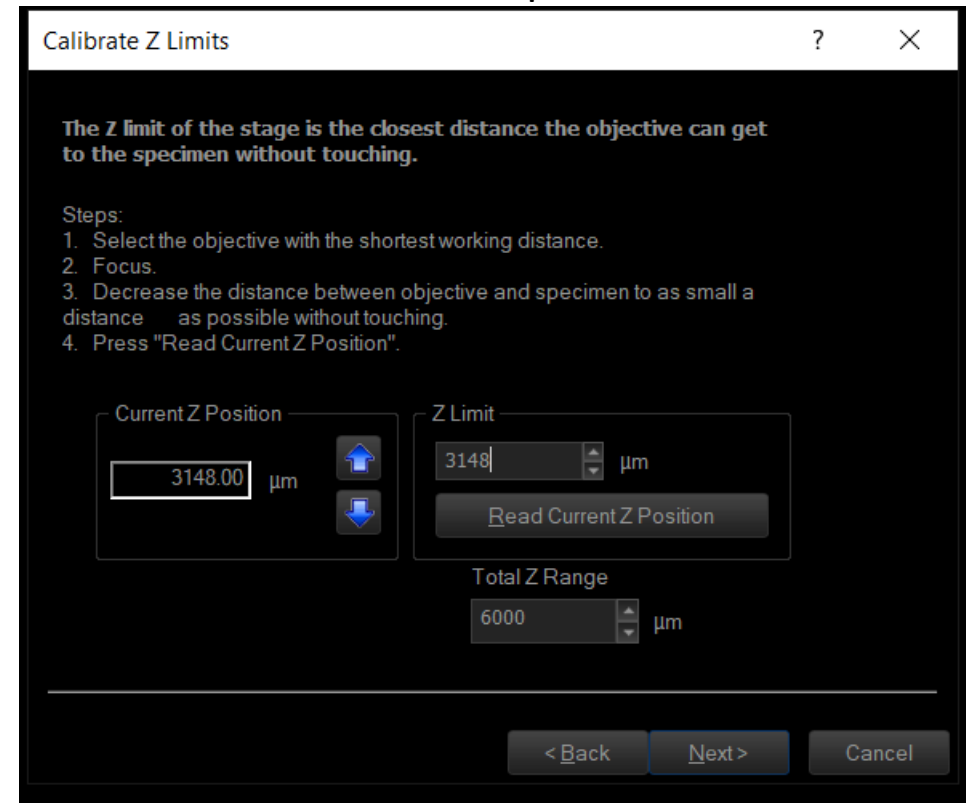 Calibrate Z Limits ? ×
The Z limit of the stage is the closest distance the objective can get
to the specimen without touching.
Steps:
1. Select the objective with the shortest working distance.
2. Focus.
3. Decrease the distance between objective and specimen to as small a
distance as possible without touching.
4. Press "Read Current Z Position".
Current Z Position
3148.00 µm
Z Limit
3148 µm
Read Current Z Position
Total Z Range
6000 µm
< Back
Next >
Cancel